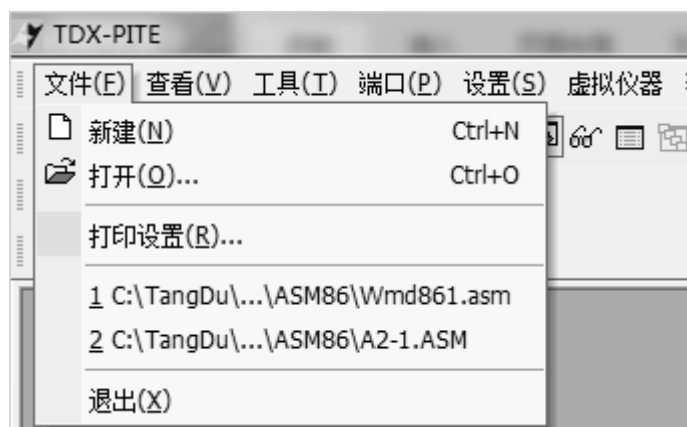 TDX-PITE
文件(F) 查看(V) 工具(T) 端口(P) 设置(S) 虚拟仪器
新建(N) Ctrl+N
打开(O)... Ctrl+O
打印设置(R)...
1 C:\TangDu\...\ASM86\Wmd861.asm
2 C:\TangDu\...\ASM86\A2-1.ASM
退出(X)